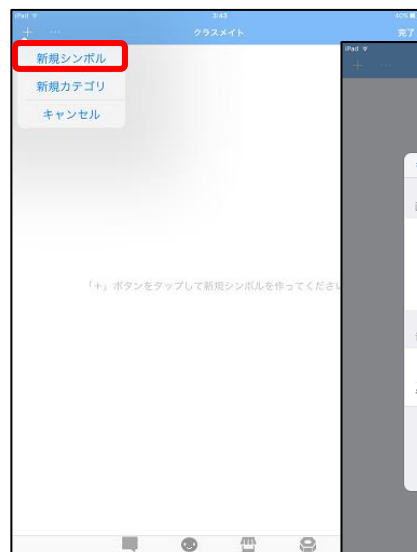 iPad 3:43 40%
+ … クラスメイト 完了
新規シンボル
新規カテゴリ
キャンセル
「+」ボタンをタップして新規シンボルを作ってくださ
iPad
+ …